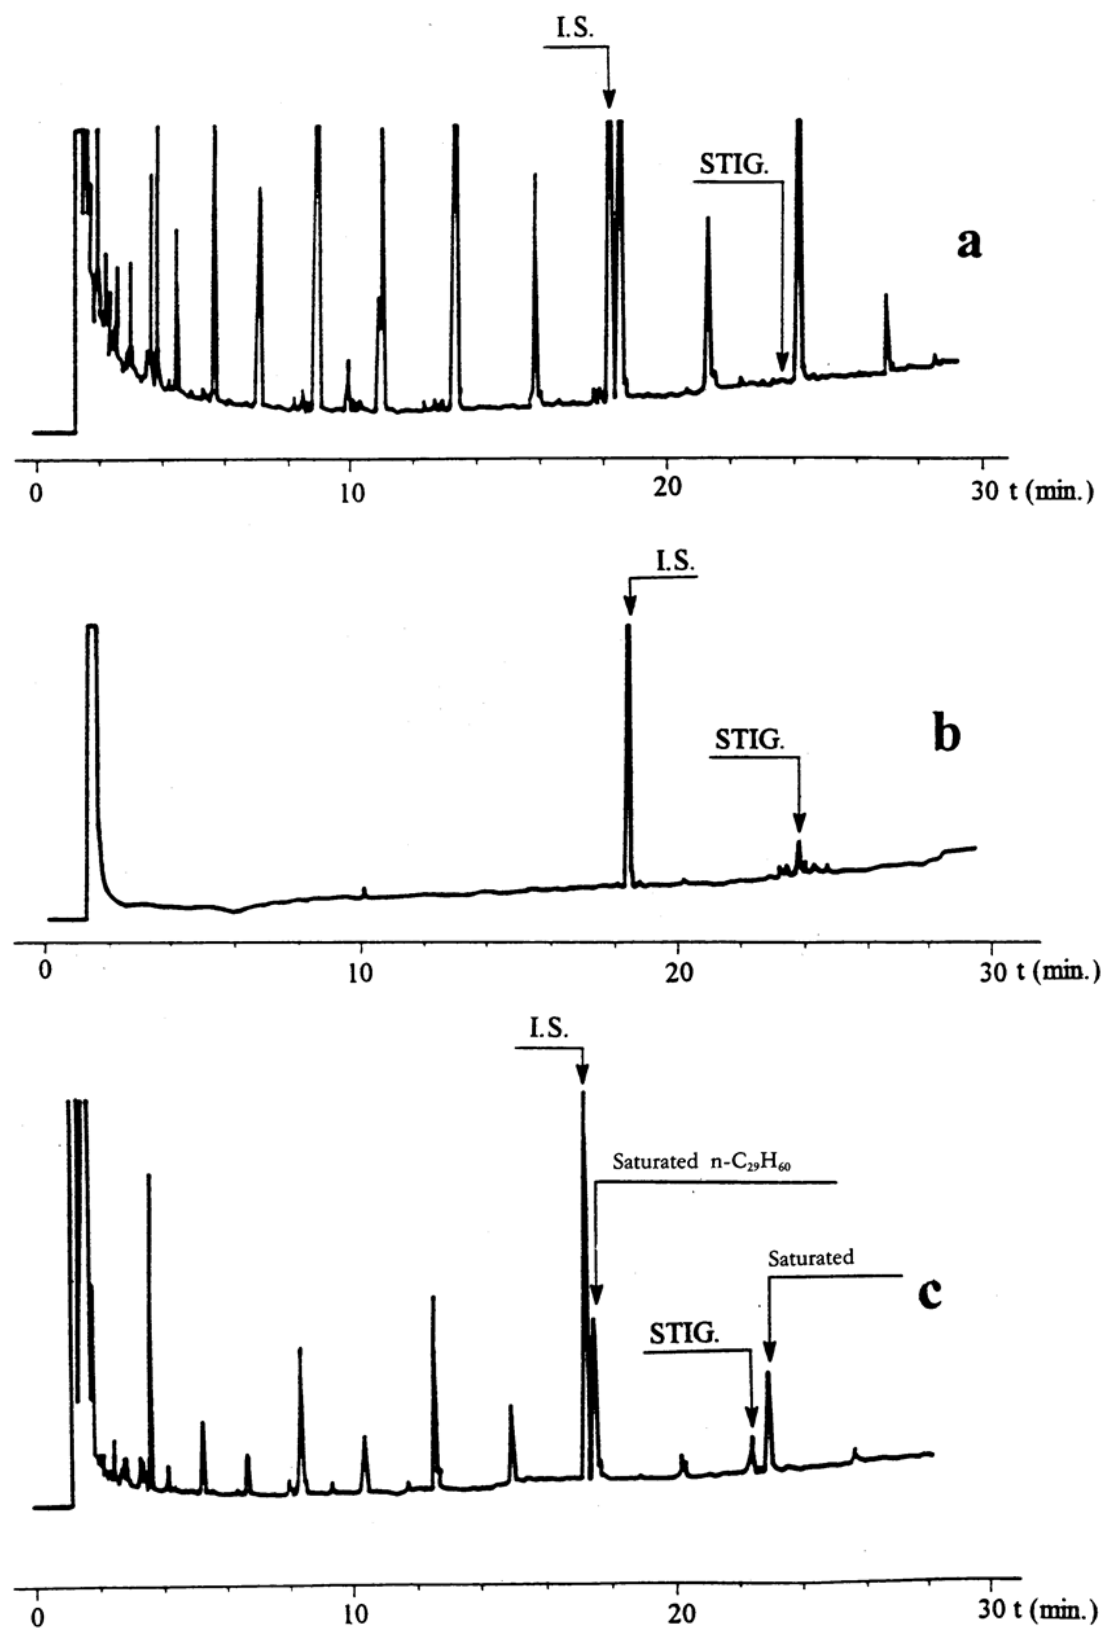 I.S.
STIG.
a
0 10 20 30 t (min.)
I.S.
STIG.
b
0 10 20 30 t (min.)
I.S.
Saturated n-C₂₉H₆₀
Saturated
c
STIG.
0 10 20 30 t (min.)